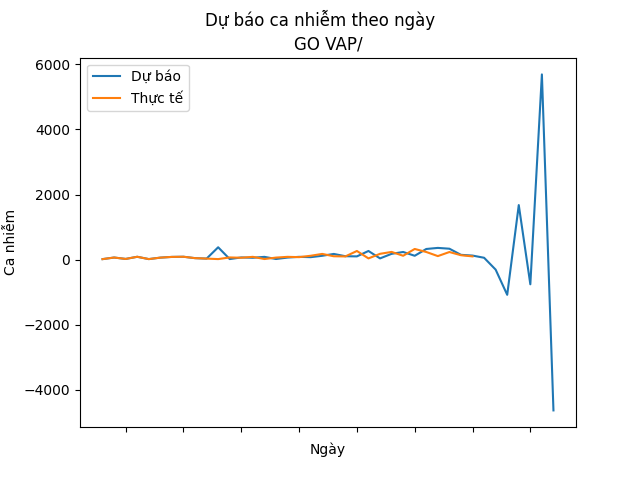 Dự báo ca nhiễm theo ngày
GO VAP/
Dự báo
Thực tế
6000
4000
2000
0
−2000
−4000
Ca nhiễm
Ngày